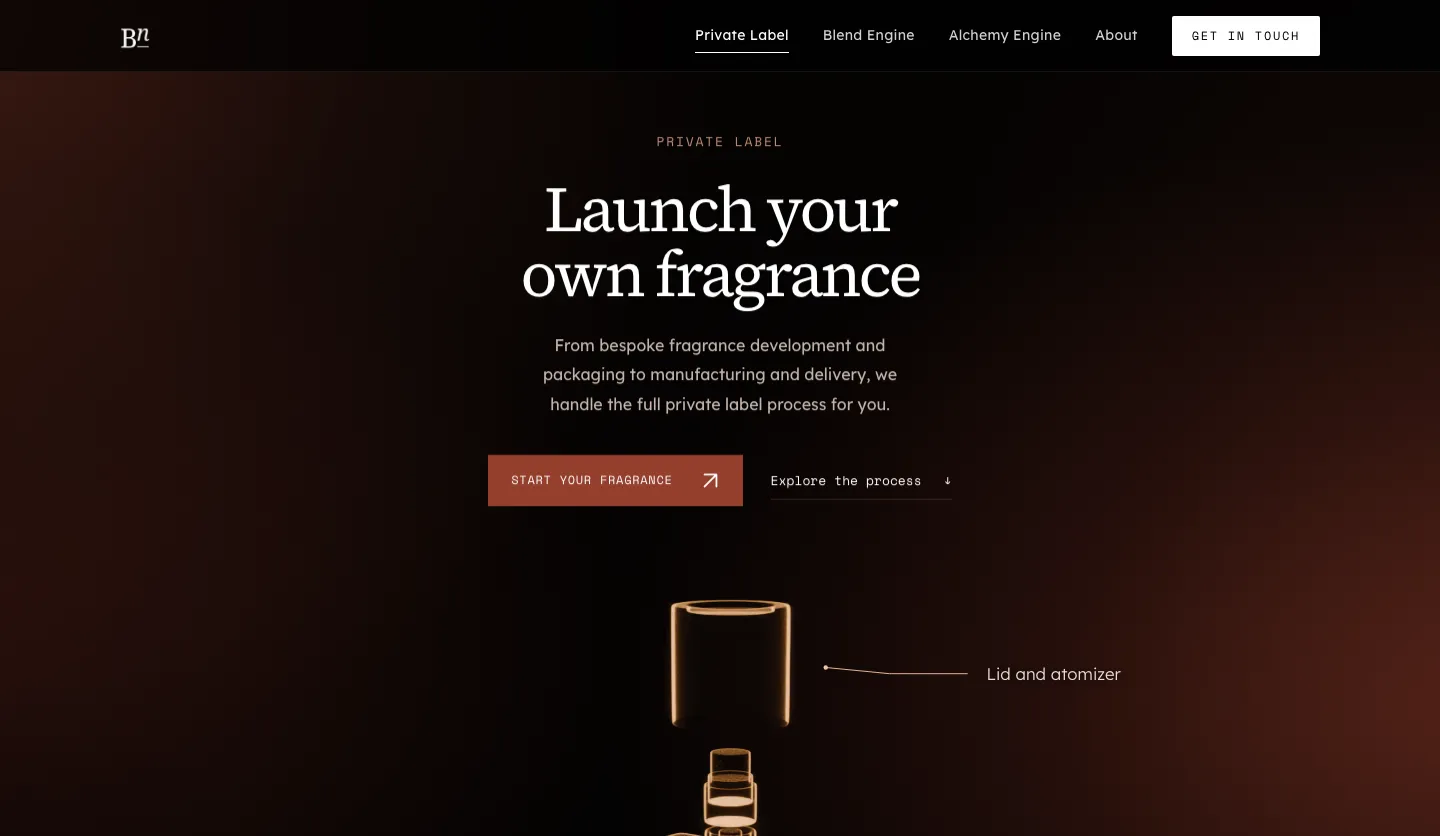 Bn
Private Label
Blend Engine
Alchemy Engine
About
GET IN TOUCH
PRIVATE LABEL
Launch your
own fragrance
From bespoke fragrance development and
packaging to manufacturing and delivery, we
handle the full private label process for you.
START YOUR FRAGRANCE
Explore the process ↓
Lid and atomizer